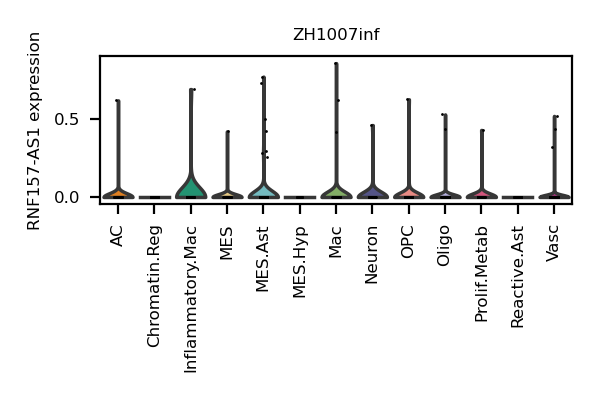 ZH1007inf
RNF157-AS1 expression
0.5
0.0
AC
Chromatin.Reg
Inflammatory.Mac
MES
MES.Ast
MES.Hyp
Mac
Neuron
OPC
Oligo
Prolif.Metab
Reactive.Ast
Vasc